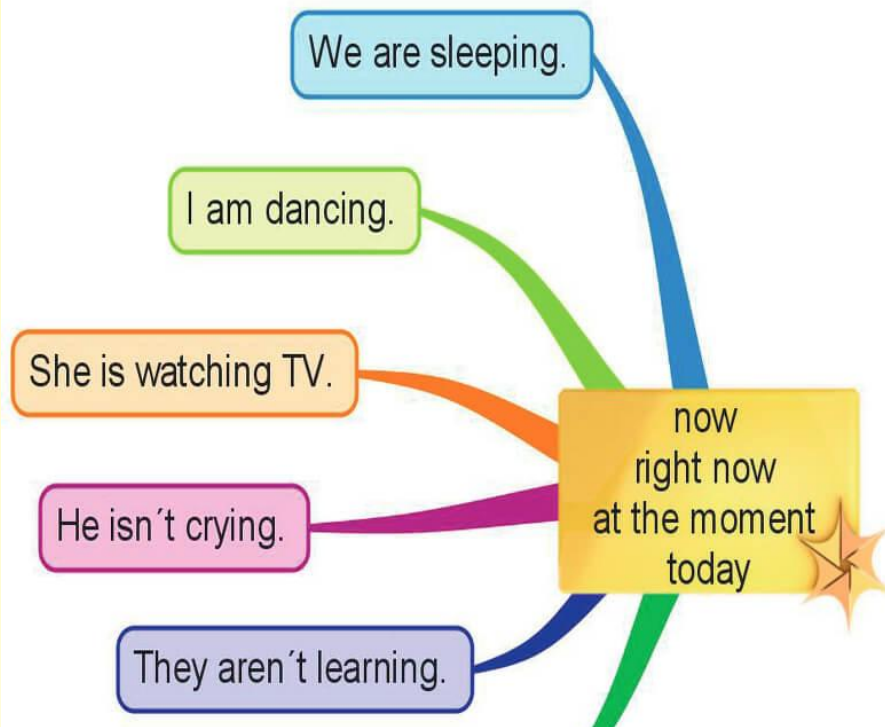 We are sleeping.
I am dancing.
She is watching TV.
He isn´t crying.
They aren´t learning.
now
right now
at the moment
today